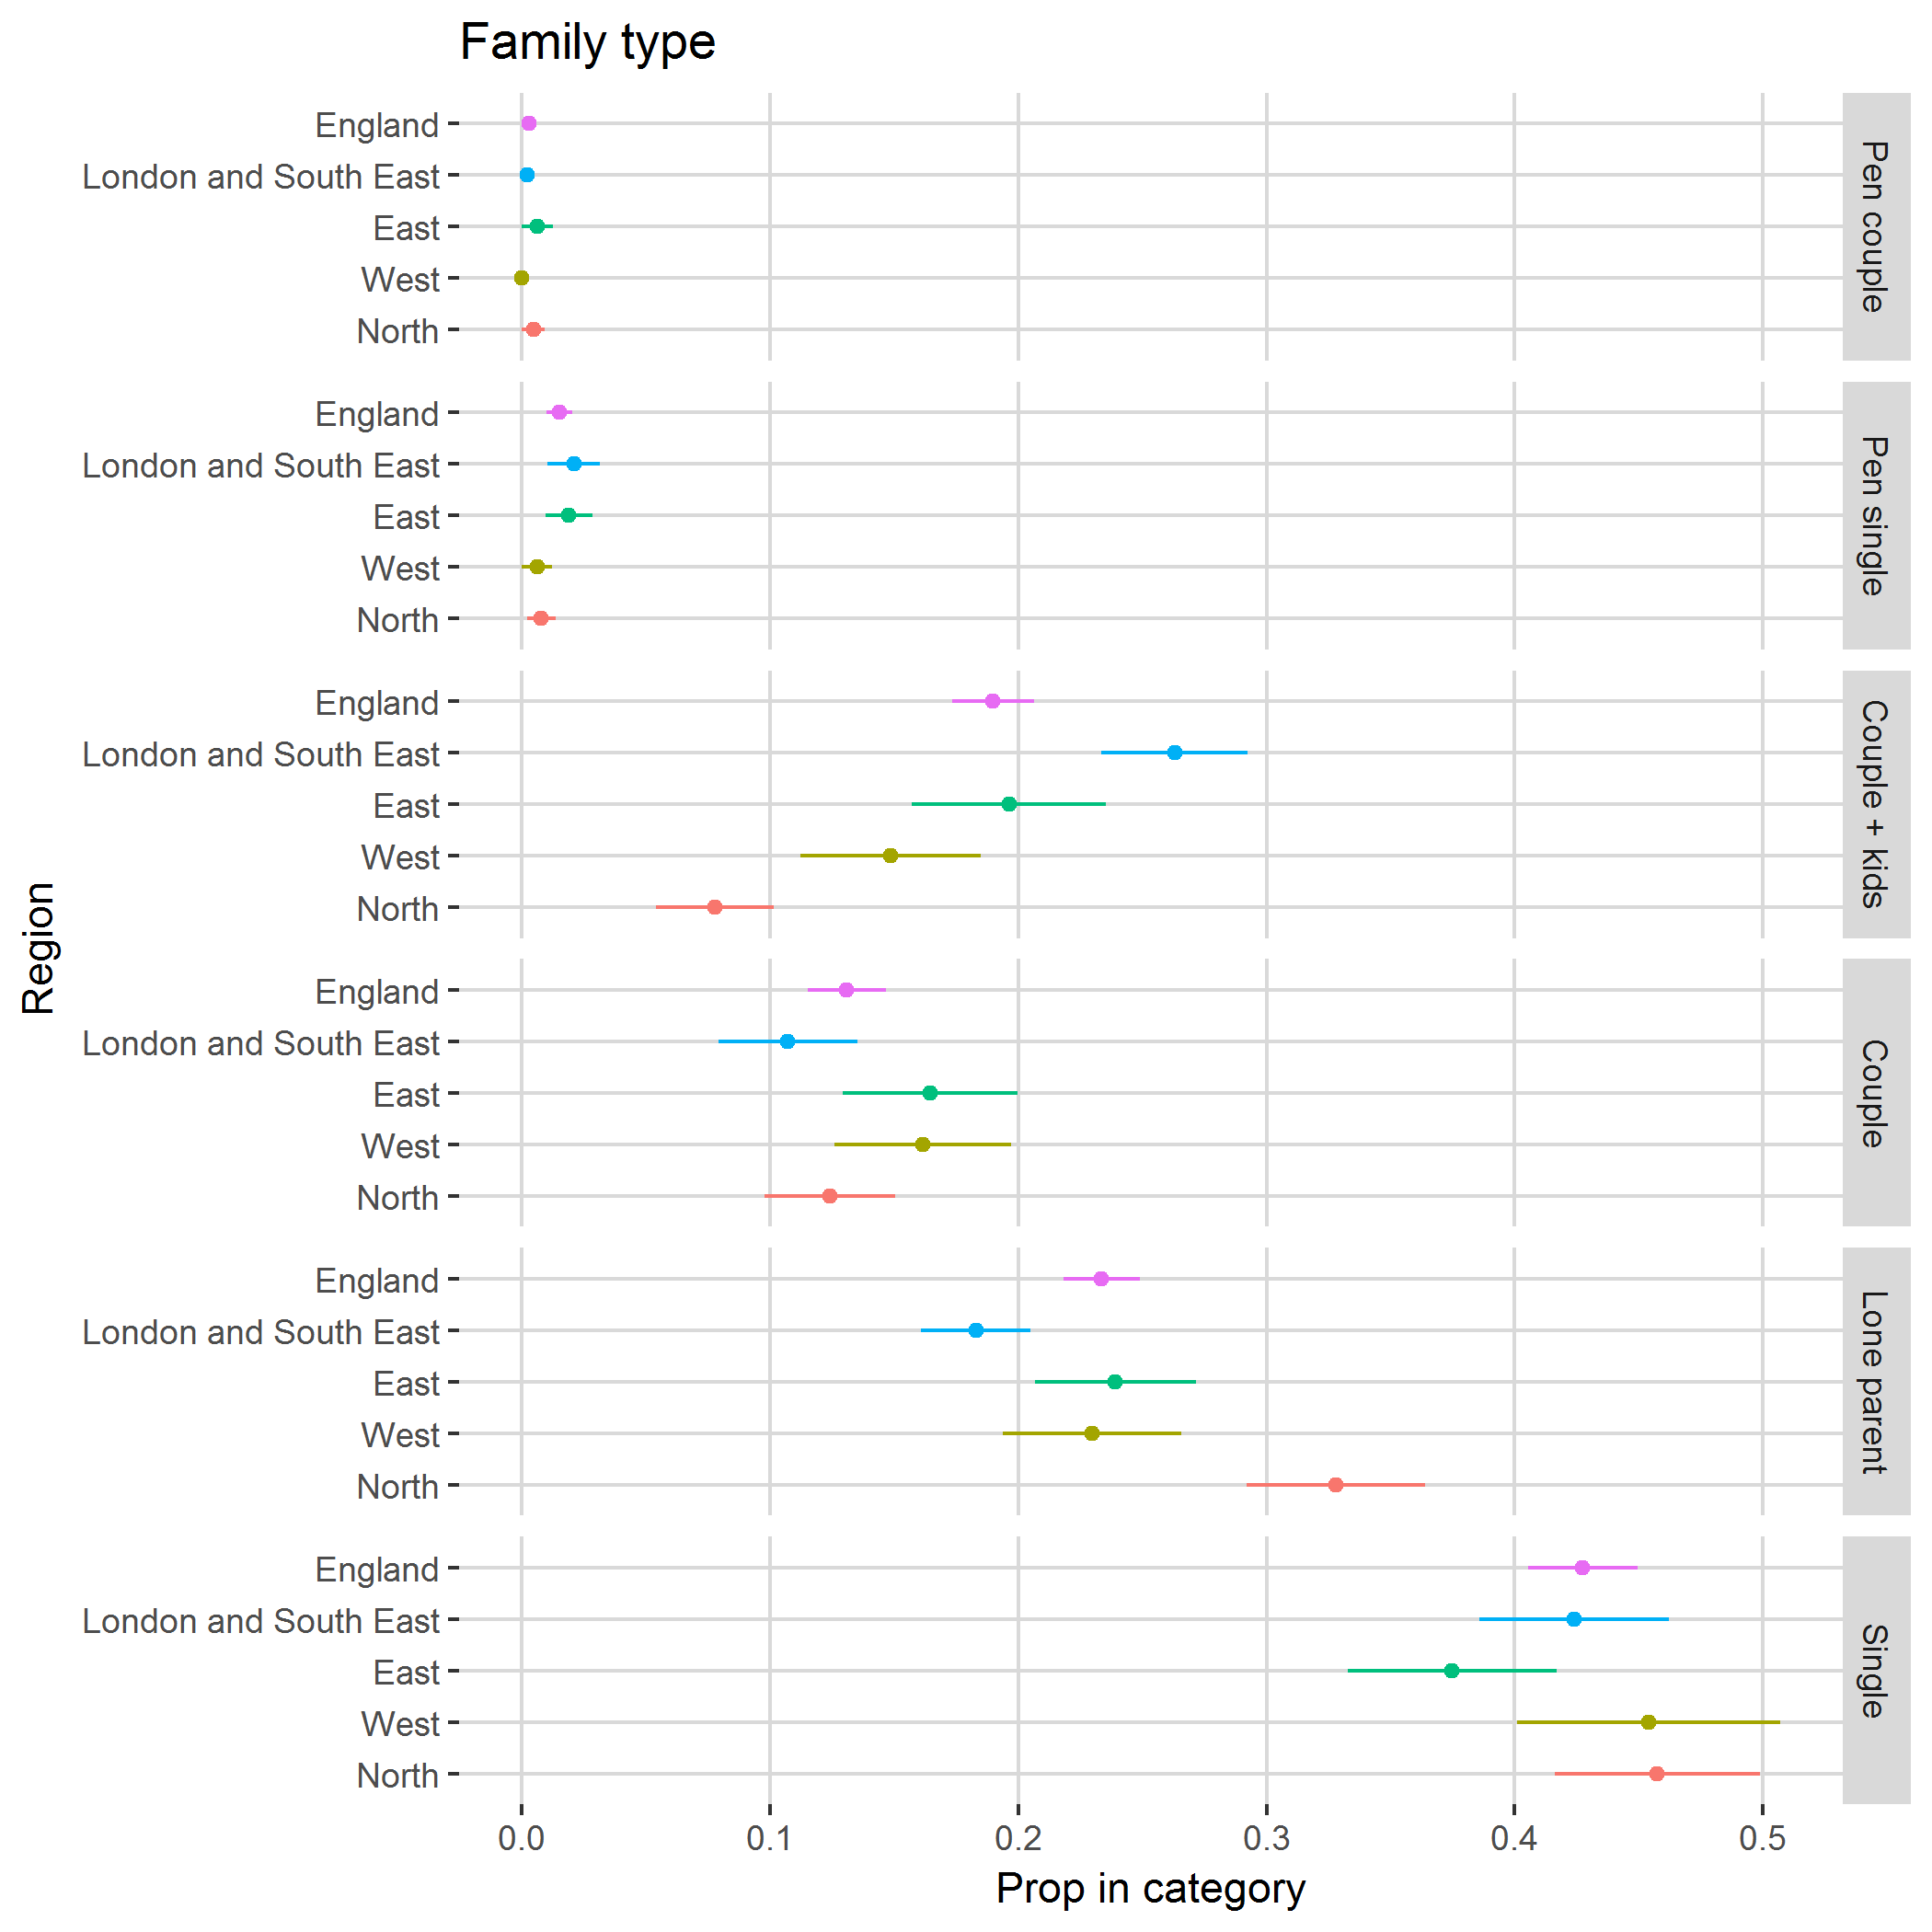 Family type
England
London and South East
East
West
North
Pen couple
England
London and South East
East
West
North
Pen single
England
London and South East
East
West
North
Couple + kids
England
London and South East
East
West
North
Couple
England
London and South East
East
West
North
Lone parent
England
London and South East
East
West
North
Single
Region
0.0 0.1 0.2 0.3 0.4 0.5
Prop in category